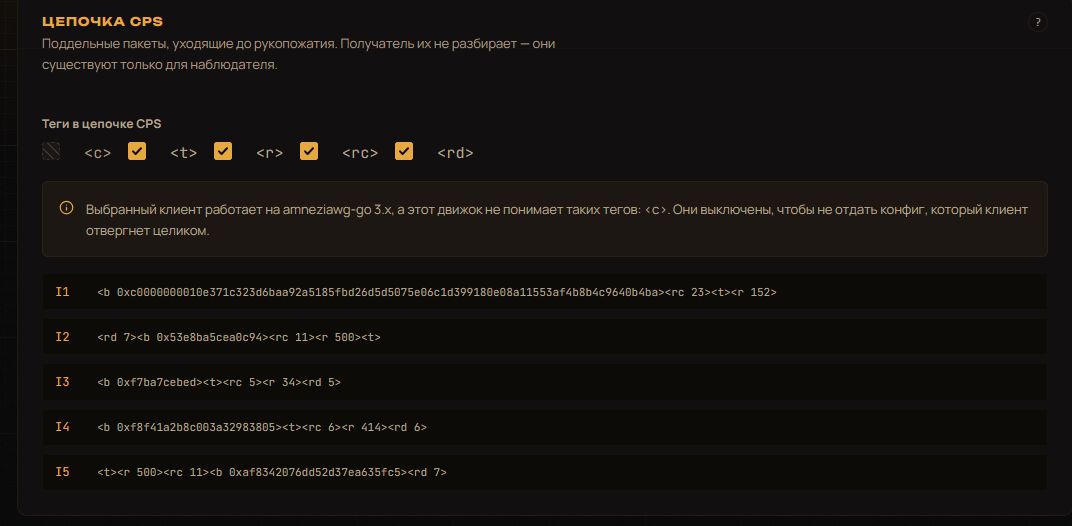 ЦЕПОЧКА CPS
?
Поддельные пакеты, уходящие до рукопожатия. Получатель их не разбирает — они
существуют только для наблюдателя.
Теги в цепочке CPS
<c> <t> <r> <rc> <rd>
Выбранный клиент работает на amneziawg-go 3.x, а этот движок не понимает таких тегов: <c>. Они выключены, чтобы не отдать конфиг, который клиент
отвергнет целиком.
I1 <b 0xc0000000010e371c323d6baa92a5185fbd26d5d5075e06c1d399180e08a11553af4b8b4c9640b4ba><rc 23><t><r 152>
I2 <rd 7><b 0x53e8ba5cea0c94><rc 11><r 500><t>
I3 <b 0xf7ba7cebed><t><rc 5><r 34><rd 5>
I4 <b 0xf8f41a2b8c003a32983805><t><rc 6><r 414><rd 6>
I5 <t><r 500><rc 11><b 0xaf8342076dd52d37ea635fc5><rd 7>